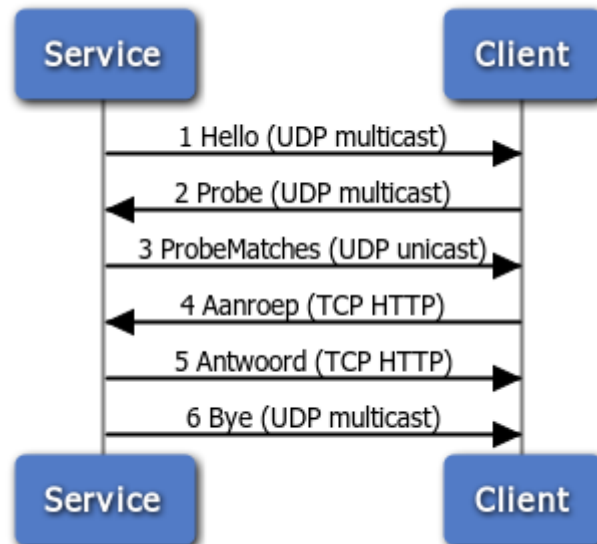 Service
Client
1 Hello (UDP multicast)
2 Probe (UDP multicast)
3 ProbeMatches (UDP unicast)
4 Aanroep (TCP HTTP)
5 Antwoord (TCP HTTP)
6 Bye (UDP multicast)
Service
Client